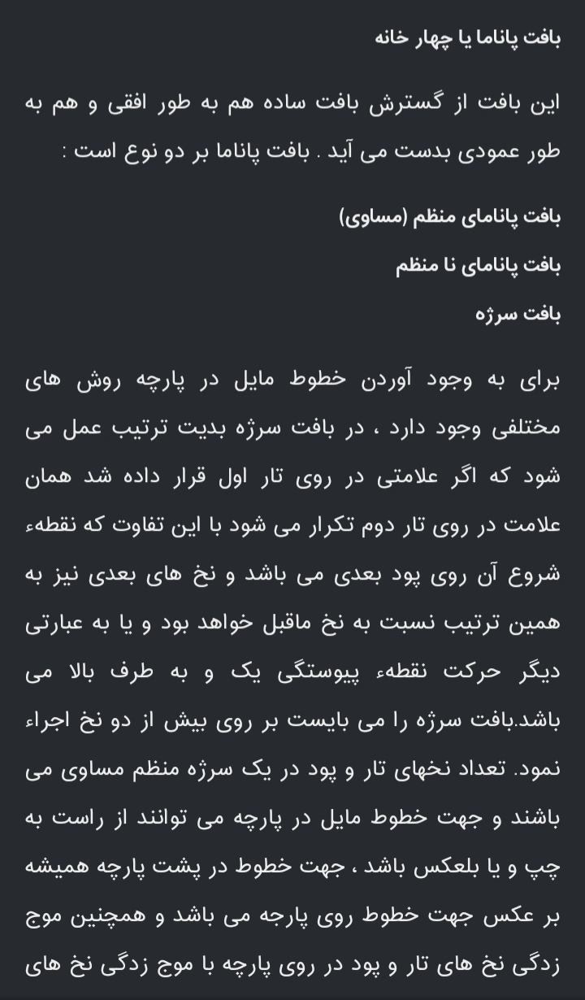 بافت پاناما یا چهار خانه
این بافت از گسترش بافت ساده هم به طور افقی و هم به
طور عمودی بدست می آید . بافت پاناما بر دو نوع است :
بافت پانامای منظم (مساوی)
بافت پانامای نا منظم
بافت سرژه
برای به وجود آوردن خطوط مایل در پارچه روش های
مختلفی وجود دارد ، در بافت سرژه بدیت ترتیب عمل می
شود که اگر علامتی در روی تار اول قرار داده شد همان
علامت در روی تار دوم تکرار می شود با این تفاوت که نقطهء
شروع آن روی پود بعدی می باشد و نخ های بعدی نیز به
همین ترتیب نسبت به نخ ماقبل خواهد بود و یا به عبارتی
دیگر حرکت نقطهء پیوستگی یک و به طرف بالا می
باشد.بافت سرژه را می بایست بر روی بیش از دو نخ اجراء
نمود. تعداد نخهای تار و پود در یک سرژه منظم مساوی می
باشند و جهت خطوط مایل در پارچه می توانند از راست به
چپ و یا بلعکس باشد ، جهت خطوط در پشت پارچه همیشه
بر عکس جهت خطوط روی پارجه می باشد و همچنین موج
زدگی نخ های تار و پود در روی پارچه با موج زدگی نخ های